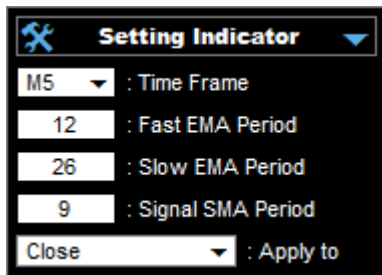 Setting Indicator
M5 : Time Frame
12 : Fast EMA Period
26 : Slow EMA Period
9 : Signal SMA Period
Close : Apply to